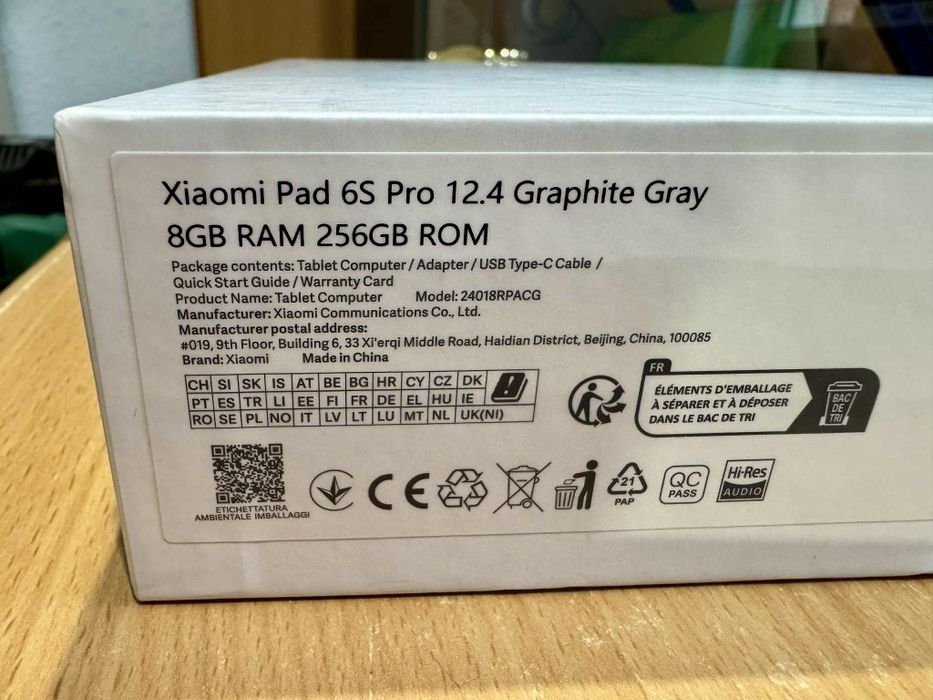 Xiaomi Pad 6S Pro 12.4 Graphite Gray
8GB RAM 256GB ROM
Package contents: Tablet Computer / Adapter / USB Type-C Cable /
Quick Start Guide / Warranty Card
Product Name: Tablet Computer Model: 24018RPACG
Manufacturer: Xiaomi Communications Co., Ltd.
Manufacturer postal address:
#019, 9th Floor, Building 6, 33 Xi'erqi Middle Road, Haidian District, Beijing, China, 100085
Brand: Xiaomi Made in China
CH SI SK IS AT BE BG HR CY CZ DK
PT ES TR LI EE FI FR DE EL HU IE
RO SE PL NO IT LV LT LU MT NL UK(NI)
FR
ÉLÉMENTS D'EMBALLAGE
À SÉPARER ET À DÉPOSER
DANS LE BAC DE TRI
BAC
DE
TRI
ETICHETTATURA
AMBIENTALE IMBALLAGGI
CE
21
PAP
QC
PASS
Hi-Res
AUDIO